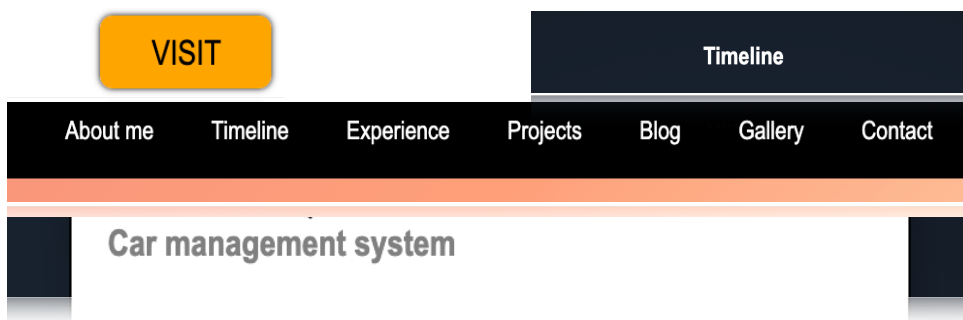 VISIT
Timeline
About me Timeline Experience Projects Blog Gallery Contact
Car management system